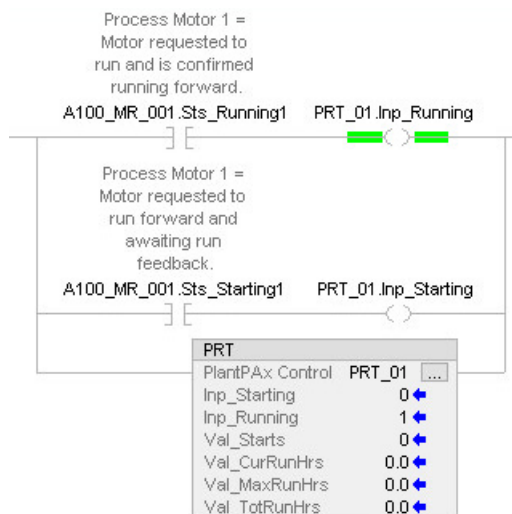 Process Motor 1 =
Motor requested to
run and is confirmed
running forward.
A100_MR_001.Sts_Running1 PRT_01.Inp_Running
Process Motor 1 =
Motor requested to
run forward and
awaiting run
feedback.
A100_MR_001.Sts_Starting1 PRT_01.Inp_Starting
PRT
PlantPAx Control PRT_01 ...
Inp_Starting 0
Inp_Running 1
Val_Starts 0
Val_CurRunHrs 0.0
Val_MaxRunHrs 0.0
Val_TotRunHrs 0.0